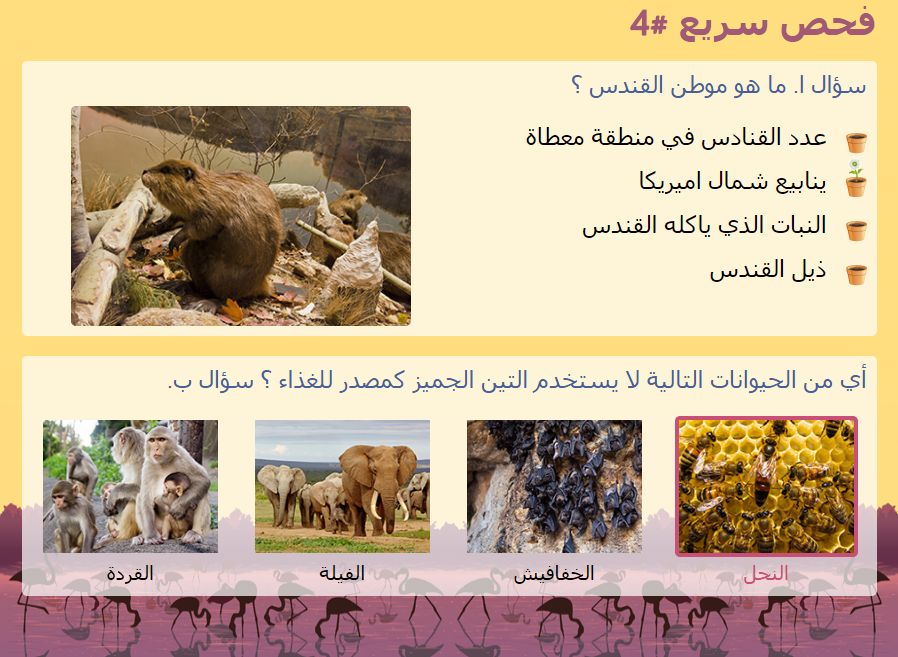 فحص سريع #4
سؤال ا. ما هو موطن القندس ؟
عدد القنادس في منطقة معطاة
ينابيع شمال اميريكا
النبات الذي ياكله القندس
ذيل القندس
أي من الحيوانات التالية لا يستخدم التين الجميز كمصدر للغذاء ؟ سؤال ب.
النحل
الخفافيش
الفيلة
القردة